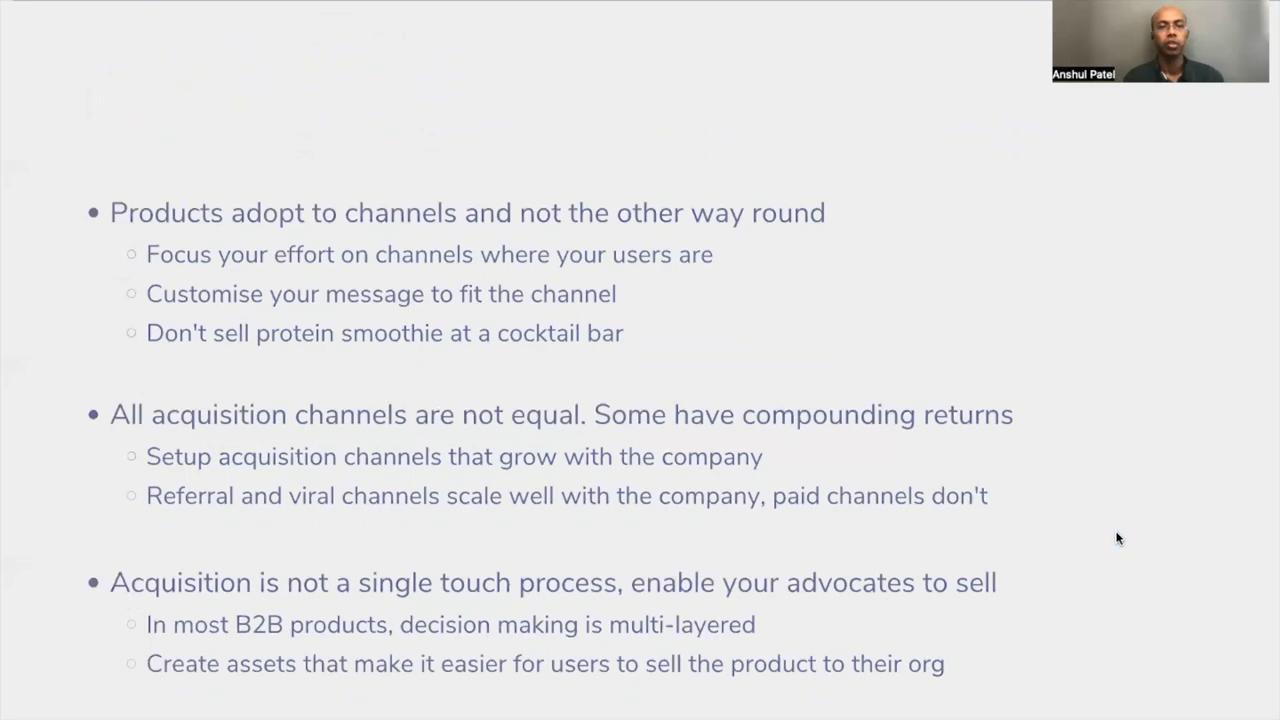 Anshul Patel
• Products adopt to channels and not the other way round
○ Focus your effort on channels where your users are
○ Customise your message to fit the channel
○ Don't sell protein smoothie at a cocktail bar
• All acquisition channels are not equal. Some have compounding returns
○ Setup acquisition channels that grow with the company
○ Referral and viral channels scale well with the company, paid channels don't
• Acquisition is not a single touch process, enable your advocates to sell
○ In most B2B products, decision making is multi-layered
○ Create assets that make it easier for users to sell the product to their org